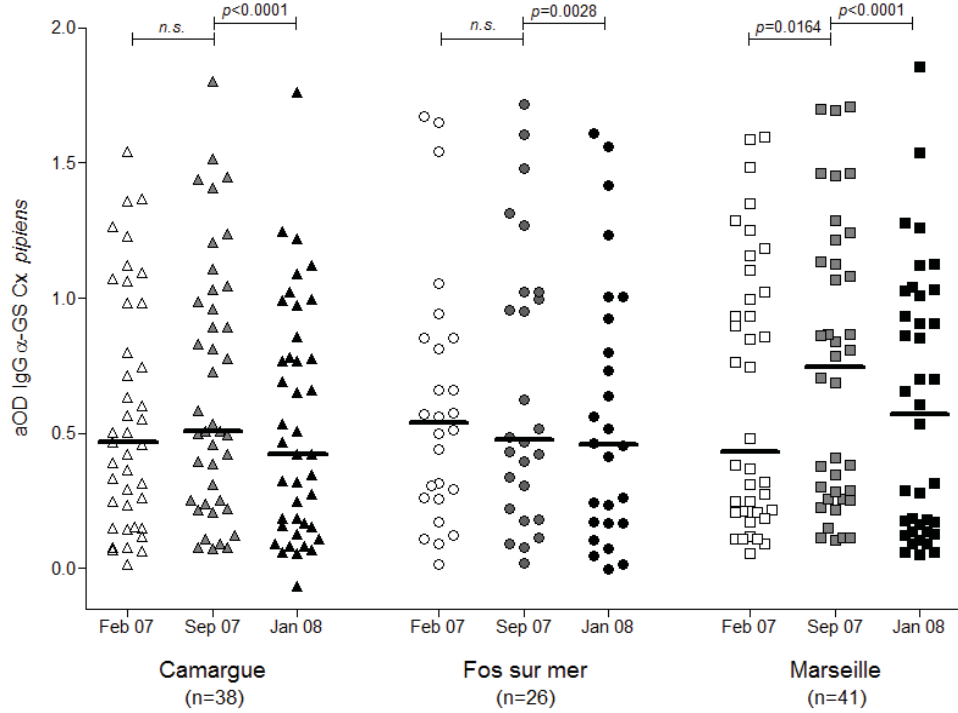 p<0.0001
n.s.
p=0.0028
n.s.
p<0.0001
p=0.0164
2.0
1.5
1.0
0.5
0.0
aOD IgG α-GS Cx pipiens
Feb 07 Sep 07 Jan 08 Feb 07 Sep 07 Jan 08 Feb 07 Sep 07 Jan 08
Camargue Fos sur mer Marseille
(n=38) (n=26) (n=41)